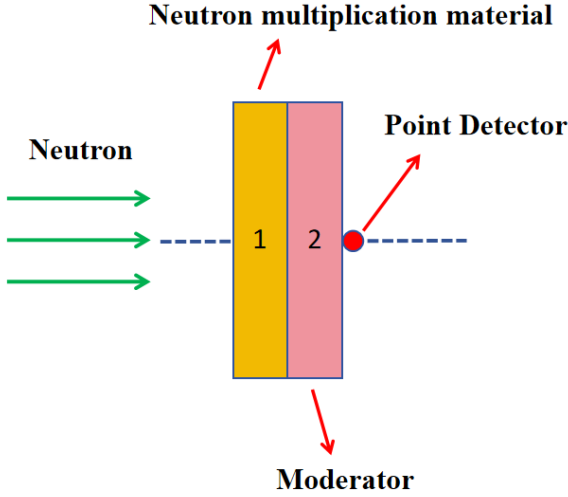 Neutron multiplication material
Point Detector
Neutron
1 2
Moderator